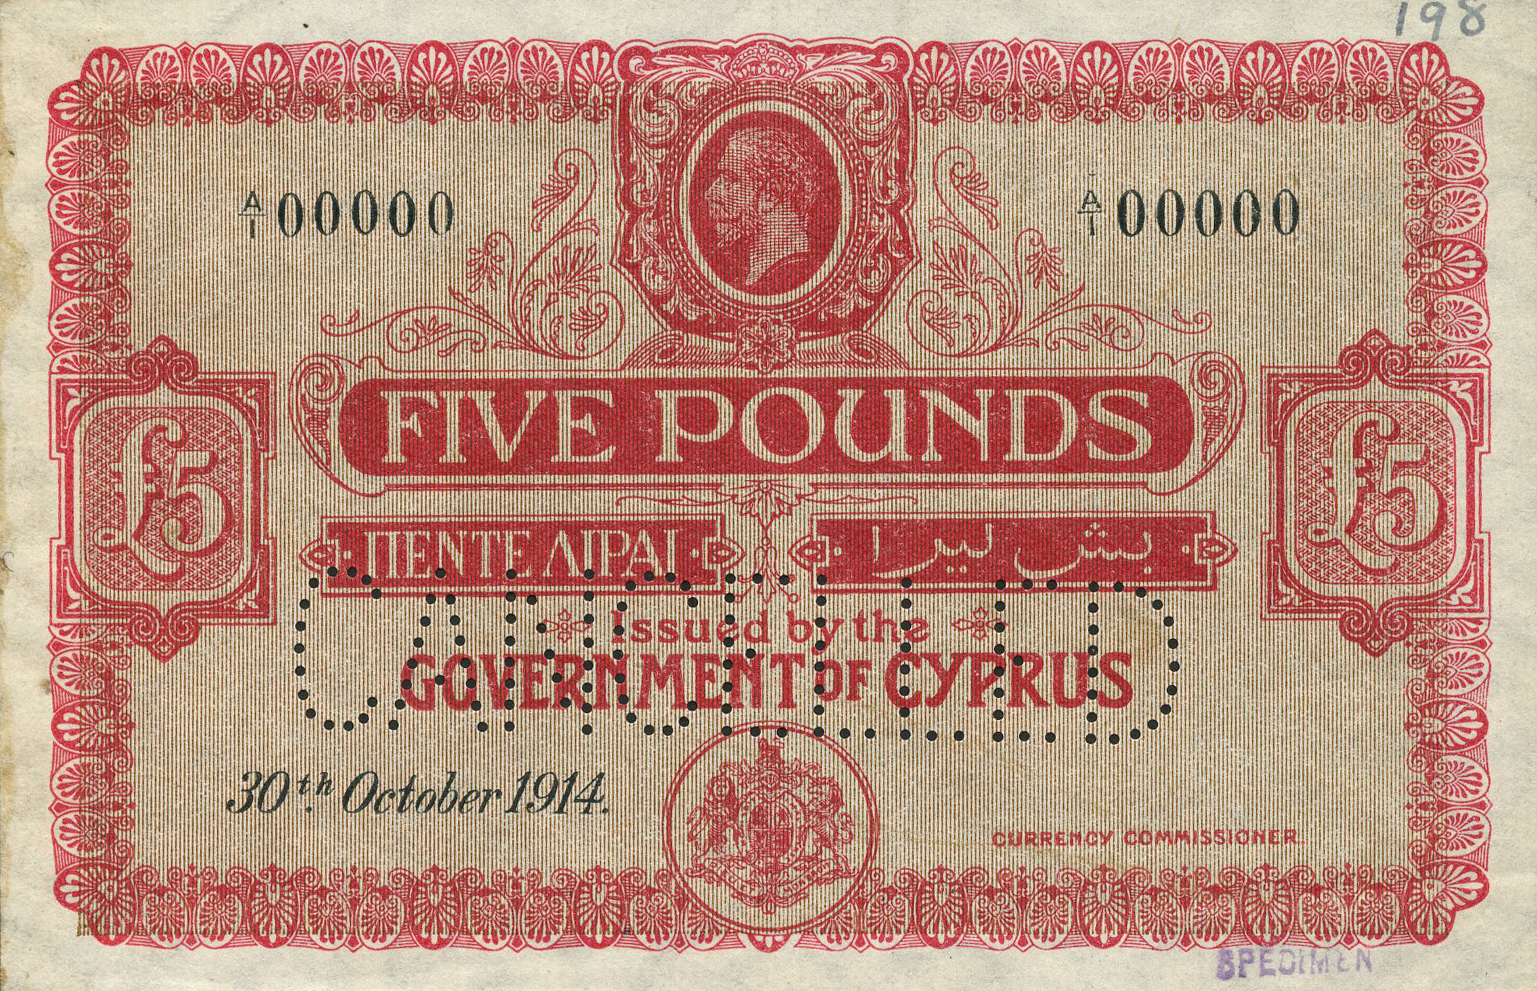 198
A/1 00000 A/1 00000
FIVE POUNDS
£5 £5
ΠΕΝΤΕ ΛΙΡΑΙ بش ليرا
CANCELLED
Issued by the
GOVERNMENT OF CYPRUS
30th October 1914.
CURRENCY COMMISSIONER.
SPECIMEN